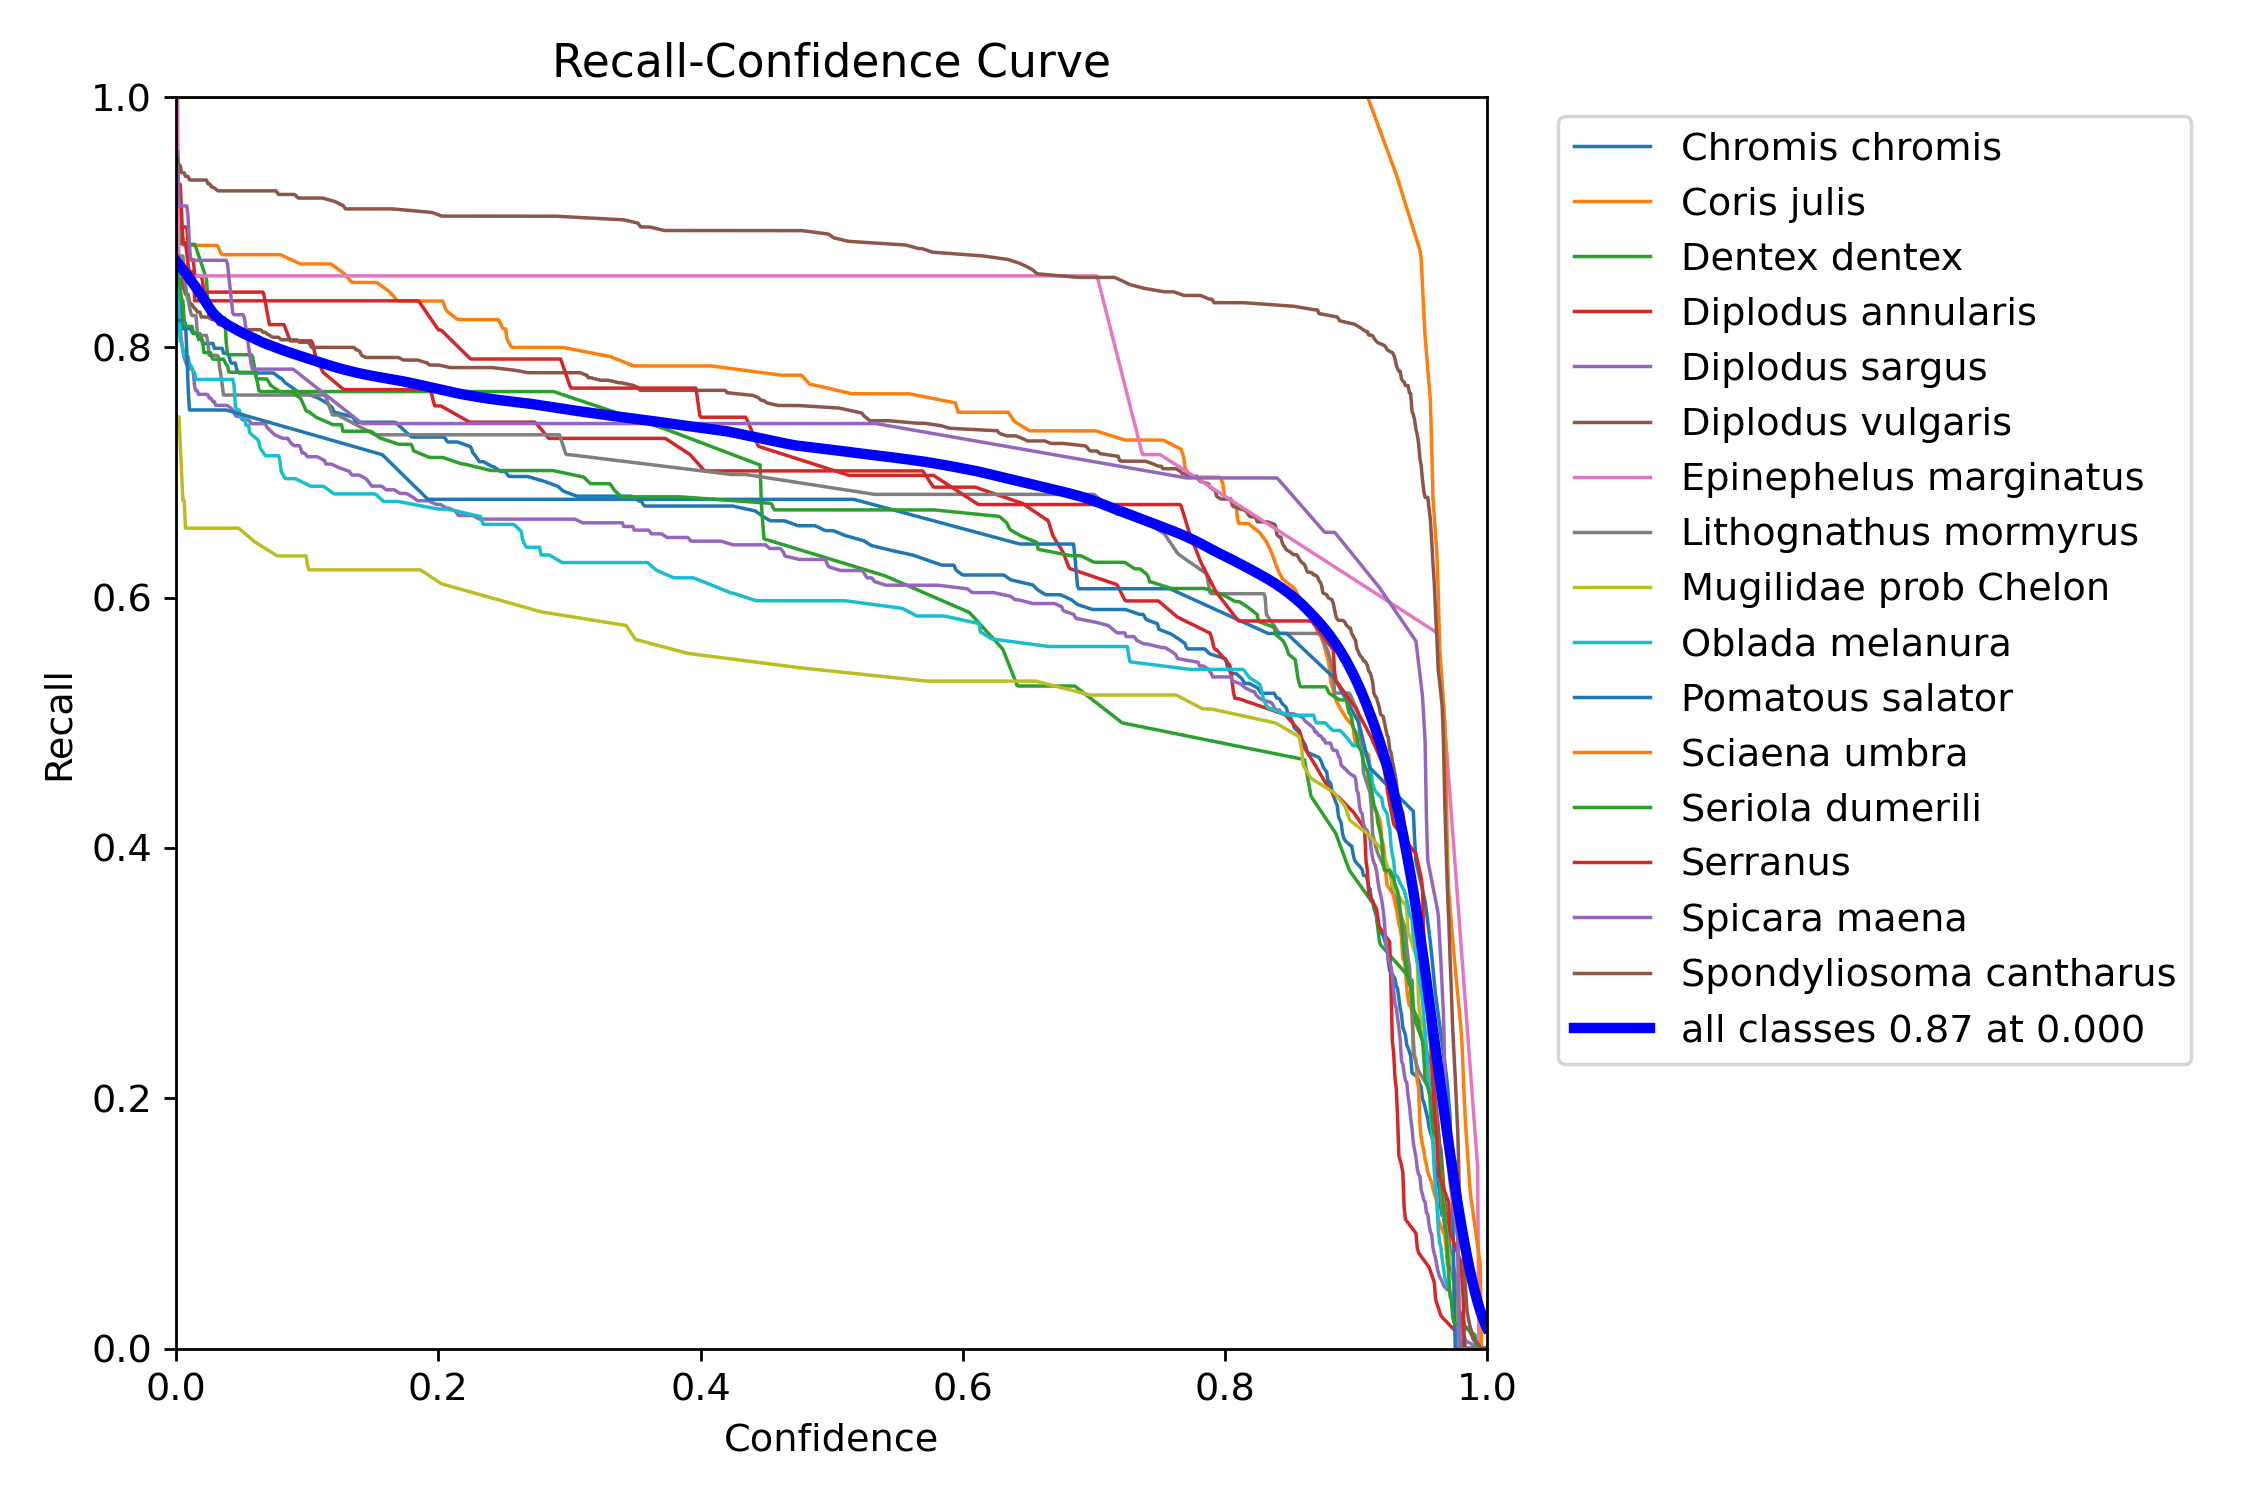 Recall-Confidence Curve
1.0
0.8
0.6
0.4
0.2
0.0
Recall
0.0 0.2 0.4 0.6 0.8 1.0
Confidence
Chromis chromis
Coris julis
Dentex dentex
Diplodus annularis
Diplodus sargus
Diplodus vulgaris
Epinephelus marginatus
Lithognathus mormyrus
Mugilidae prob Chelon
Oblada melanura
Pomatous salator
Sciaena umbra
Seriola dumerili
Serranus
Spicara maena
Spondyliosoma cantharus
all classes 0.87 at 0.000